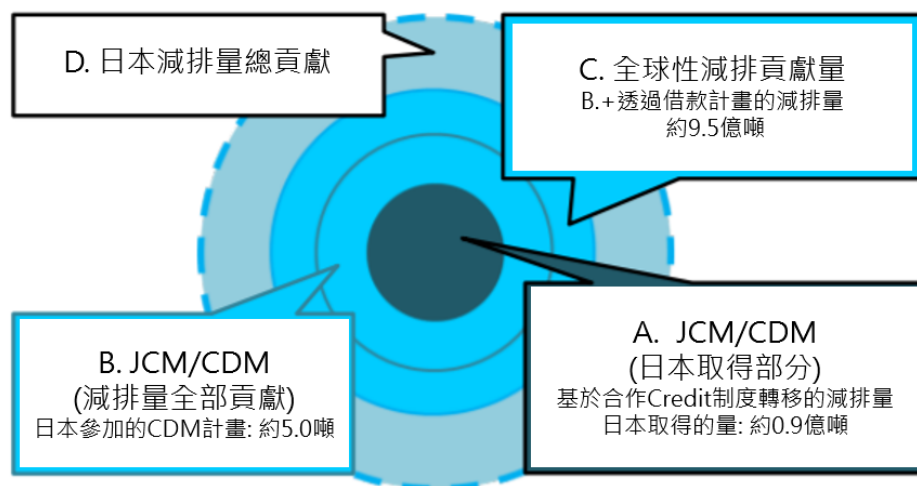 D. 日本減排量總貢獻
C. 全球性減排貢獻量
B.+透過借款計畫的減排量
約9.5億噸
B. JCM/CDM
(減排量全部貢獻)
日本參加的CDM計畫: 約5.0噸
A. JCM/CDM
(日本取得部分)
基於合作Credit制度轉移的減排量
日本取得的量: 約0.9億噸